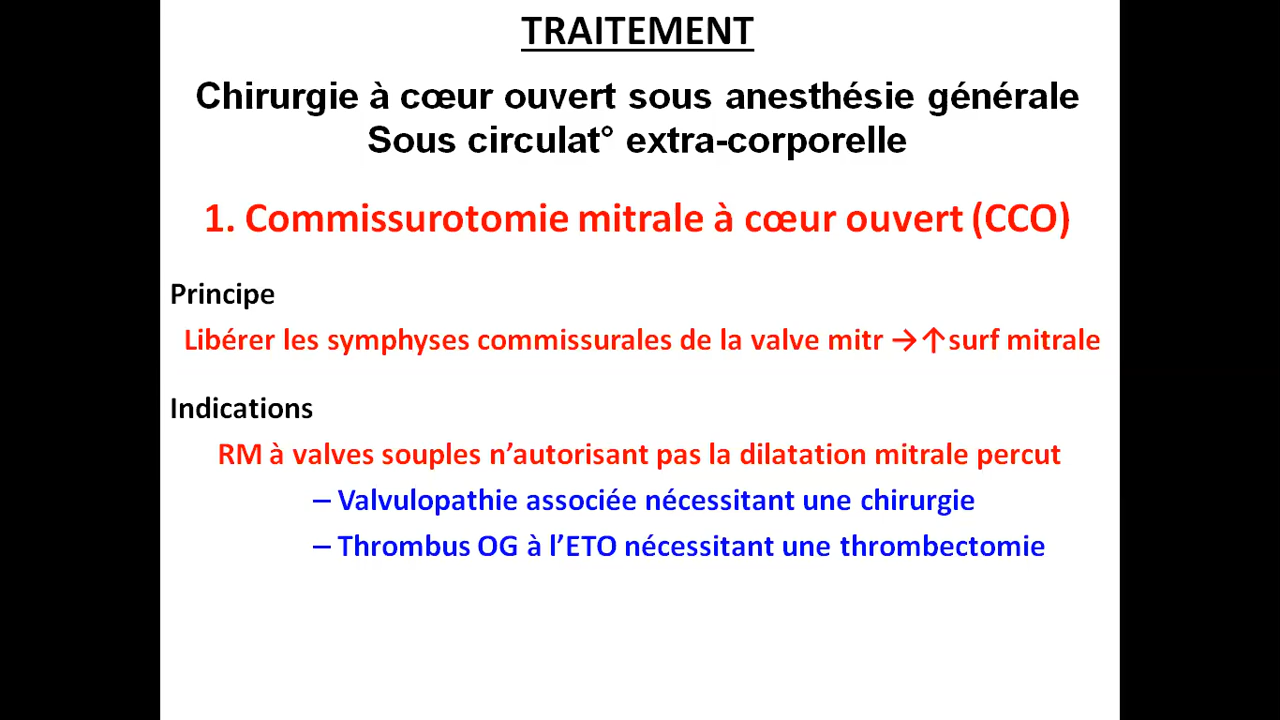 TRAITEMENT
Chirurgie à cœur ouvert sous anesthésie générale
Sous circulat° extra-corporelle
1. Commissurotomie mitrale à cœur ouvert (CCO)
Principe
Libérer les symphyses commissurales de la valve mitr →↑surf mitrale
Indications
RM à valves souples n’autorisant pas la dilatation mitrale percut
– Valvulopathie associée nécessitant une chirurgie
– Thrombus OG à l’ETO nécessitant une thrombectomie